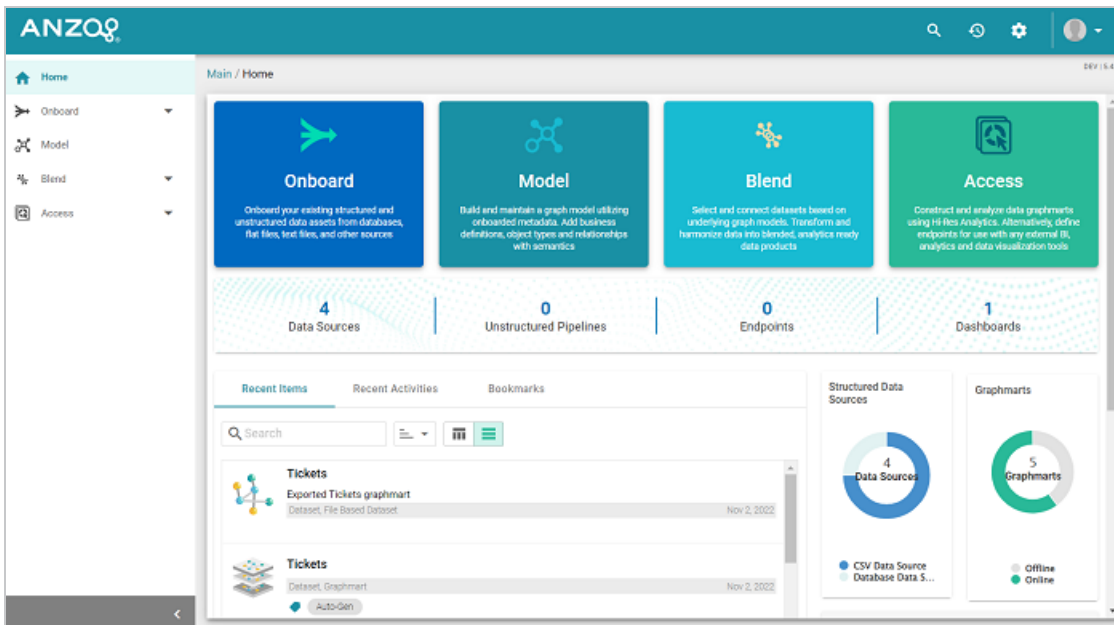 ANZO
Main / Home
DEV | 5.4
Home
Onboard
Model
Blend
Access
Onboard
Onboard your existing structured and
unstructured data assets from databases,
flat files, text files, and other sources
Model
Build and maintain a graph model utilizing
onboarded metadata. Add business
definitions, object types and relationships
with semantics
Blend
Select and connect datasets based on
underlying graph models. Transform and
harmonize data into blended, analytics ready
data products
Access
Construct and analyze data graphmarts
using Hi-Res Analytics. Alternatively, define
endpoints for use with any external BI,
analytics and data visualization tools
4
Data Sources
0
Unstructured Pipelines
0
Endpoints
1
Dashboards
Recent Items
Recent Activities
Bookmarks
Search
Tickets
Exported Tickets graphmart
Dataset, File Based Dataset
Nov 2, 2022
Tickets
Dataset, Graphmart
Nov 2, 2022
Auto-Gen
Structured Data
Sources
4
Data Sources
CSV Data Source
Database Data S...
Graphmarts
5
Graphmarts
Offline
Online